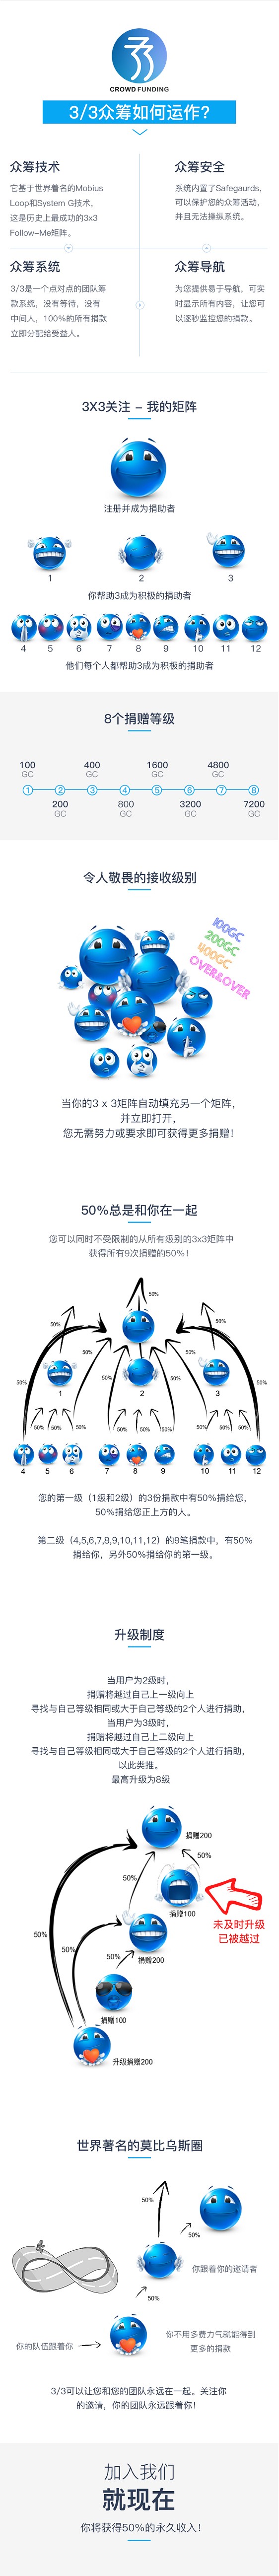 33
CROWD FUNDING
3/3众筹如何运作?
众筹技术
它基于世界着名的Mobius
Loop和System G技术,
这是历史上最成功的3x3
Follow-Me矩阵。
众筹安全
系统内置了Safegaurds,
可以保护您的众筹活动,
并且无法操纵系统。
众筹系统
3/3是一个点对点的团队筹
款系统, 没有等待, 没有
中间人, 100%的所有捐款
立即分配给受益人。
众筹导航
为您提供易于导航, 可实
时显示所有内容, 让您可
以逐秒监控您的捐款。
3X3关注 - 我的矩阵
注册并成为捐助者
1 2 3
你帮助3成为积极的捐助者
4 5 6 7 8 9 10 11 12
他们每个人都帮助3成为积极的捐助者
8个捐赠等级
100 400 1600 4800
GC GC GC GC
1 2 3 4 5 6 7 8
200 800 3200 7200
GC GC GC GC
令人敬畏的接收级别
100GC
200GC
400GC
OVER&OVER
当你的3 x 3矩阵自动填充另一个矩阵,
并立即打开,
您无需努力或要求即可获得更多捐赠!
50%总是和你在一起
您可以同时不受限制的从所有级别的3x3矩阵中
获得所有9次捐赠的50%!
50%
50% 50% 50% 50%
50% 50% 50% 50% 50% 50%
1 2 3
50% 50% 50% 50% 50% 50% 50% 50% 50%
4 5 6 7 8 9 10 11 12
您的第一级（1级和2级）的3份捐款中有50%捐给您,
50%捐给您正上方的人。
第二级（4,5,6,7,8,9,10,11,12）的9笔捐款中, 有50%
捐给你, 另外50%捐给你的第一级。
升级制度
当用户为2级时,
捐赠将越过自己上一级向上
寻找与自己等级相同或大于自己等级的2个人进行捐助,
当用户为3级时,
捐赠将越过自己上二级向上
寻找与自己等级相同或大于自己等级的2个人进行捐助,
以此类推。
最高升级为8级
捐赠200
50%
50%
捐赠100
未及时升级
已被越过
50%
50%
50%
捐赠200
捐赠100
升级捐赠200
世界著名的莫比乌斯圈
50%
50%
你跟着你的邀请者
50%
你的队伍跟着你
你不用多费力气就能得到
更多的捐款
3/3可以让您和您的团队永远在一起。关注你
的邀请, 你的团队永远跟着你!
加入我们
就现在
你将获得50%的永久收入!